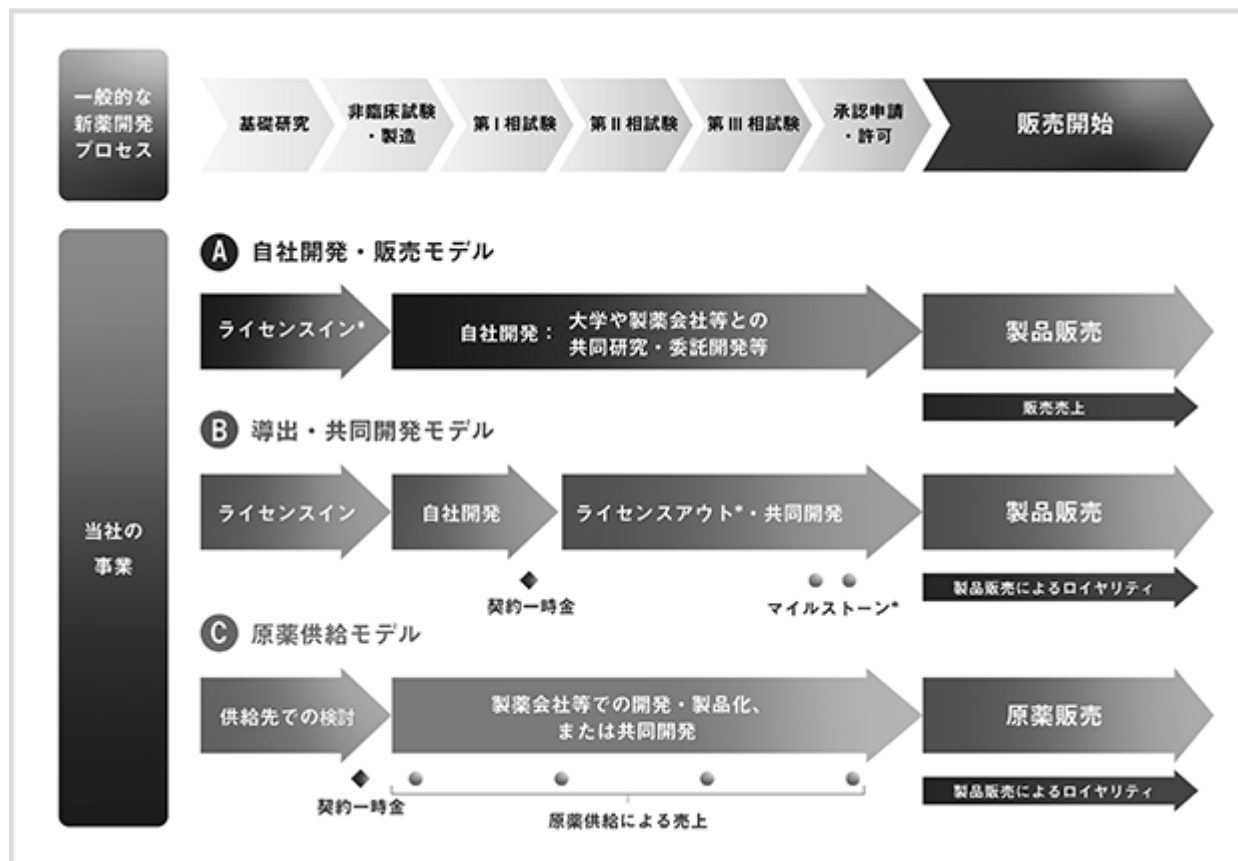 一般的な
新薬開発
プロセス
基礎研究
非臨床試験
・製造
第Ⅰ相試験
第Ⅱ相試験
第Ⅲ相試験
承認申請
・許可
販売開始
当社の
事業
A 自社開発・販売モデル
ライセンスイン*
自社開発：
大学や製薬会社等との
共同研究・委託開発等
製品販売
販売売上
B 導出・共同開発モデル
ライセンスイン
自社開発
ライセンスアウト*・共同開発
製品販売
契約一時金
マイルストーン*
製品販売によるロイヤリティ
C 原薬供給モデル
供給先での検討
製薬会社等での開発・製品化、
または共同開発
原薬販売
契約一時金
原薬供給による売上
製品販売によるロイヤリティ